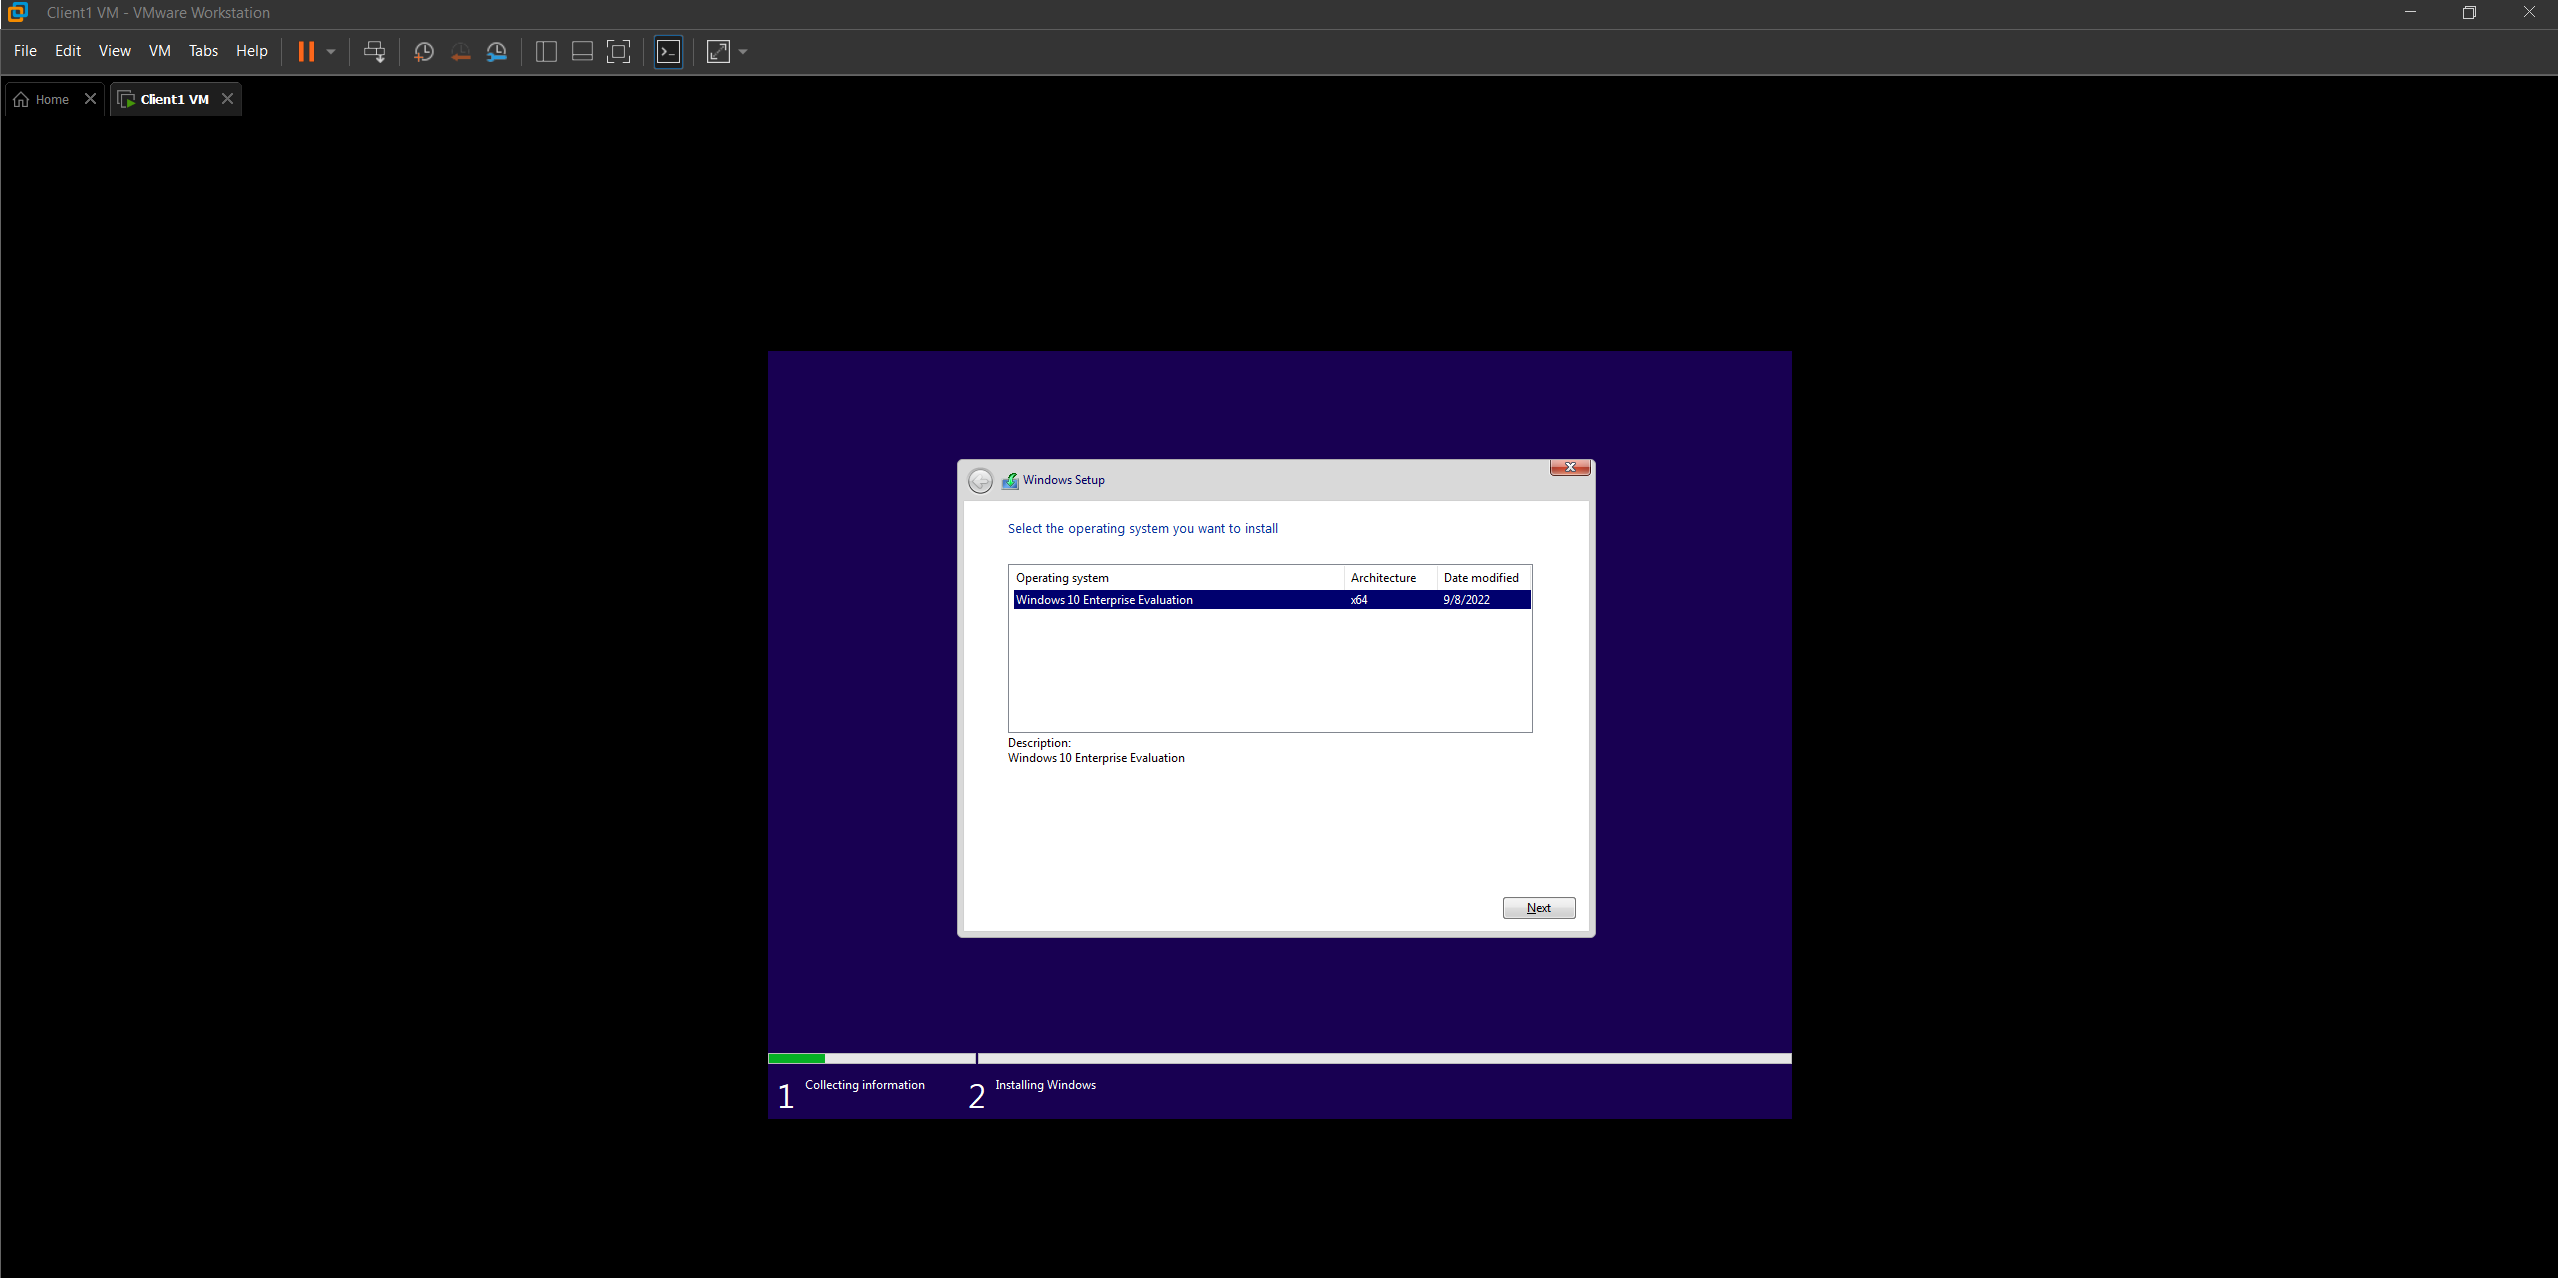 Client1 VM - VMware Workstation
File Edit View VM Tabs Help
Home Client1 VM
Windows Setup
Select the operating system you want to install
Operating system Architecture Date modified
Windows 10 Enterprise Evaluation x64 9/8/2022
Description:
Windows 10 Enterprise Evaluation
Next
1 Collecting information 2 Installing Windows